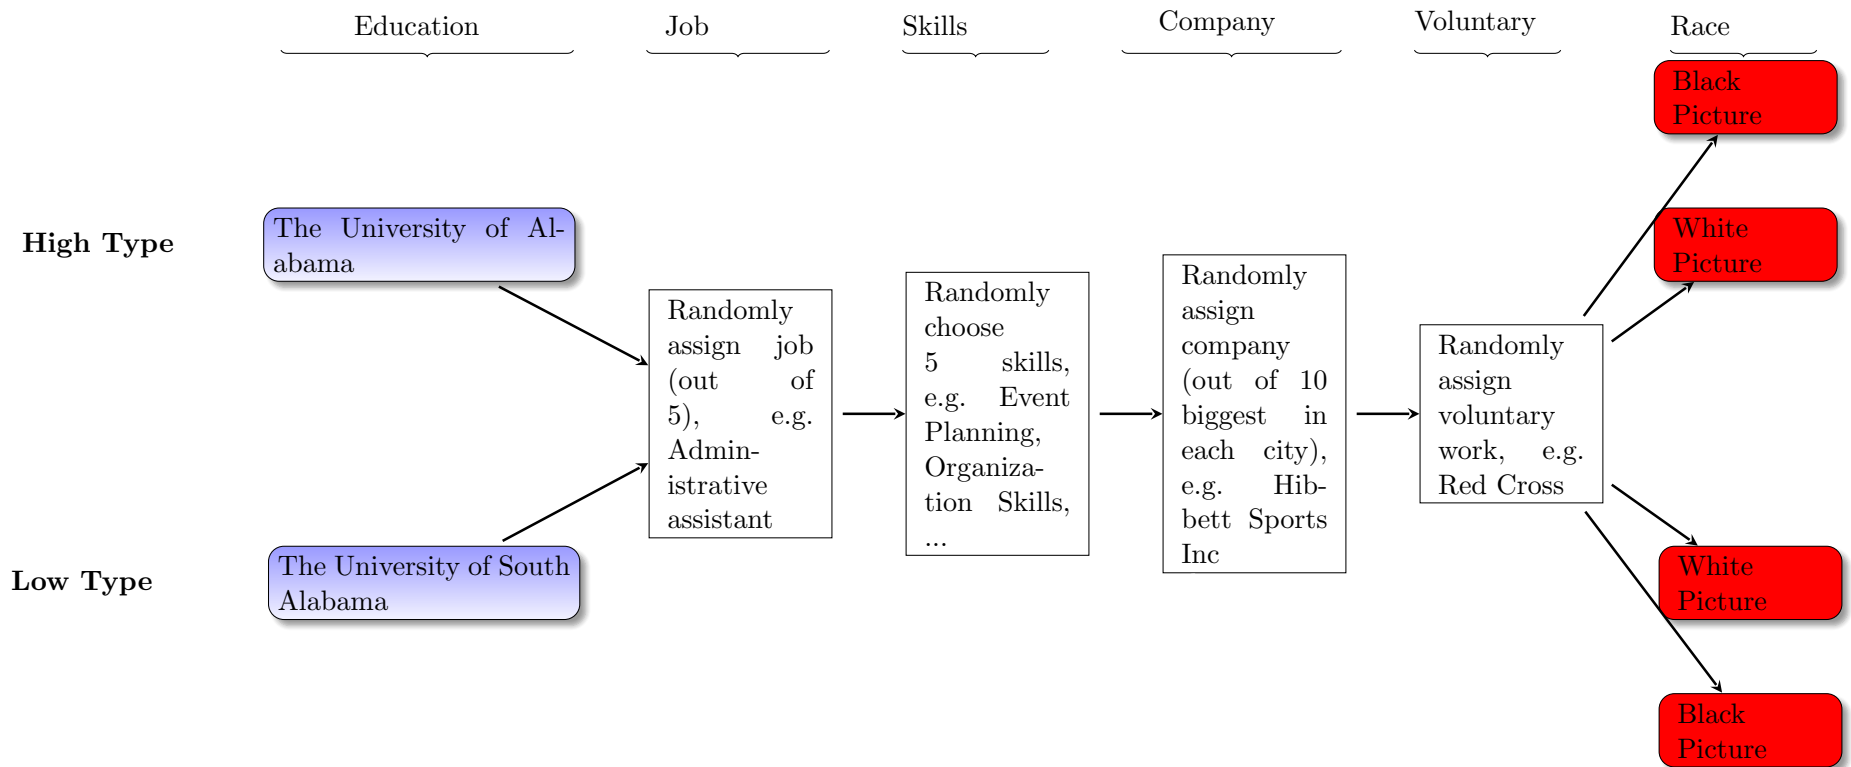 Education
Job
Skills
Company
Voluntary
Race
High Type
Low Type
The University of Al-
abama
The University of South
Alabama
Randomly
assign job
(out of
5), e.g.
Admin-
istrative
assistant
Randomly
choose
5 skills,
e.g. Event
Planning,
Organiza-
tion Skills,
...
Randomly
assign
company
(out of 10
biggest in
each city),
e.g. Hib-
bett Sports
Inc
Randomly
assign
voluntary
work, e.g.
Red Cross
Black
Picture
White
Picture
White
Picture
Black
Picture